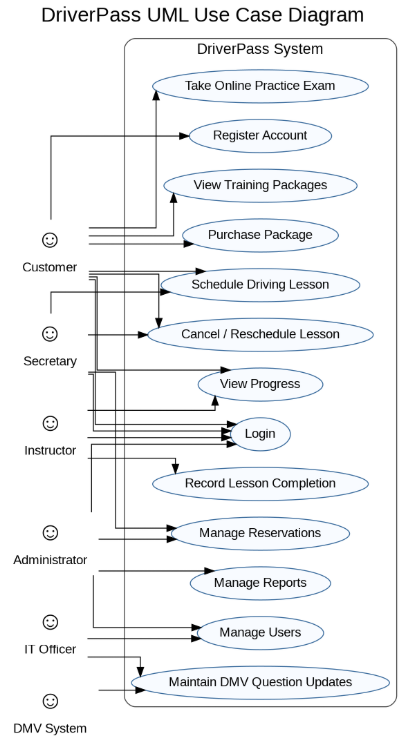 DriverPass UML Use Case Diagram
DriverPass System
Take Online Practice Exam
Register Account
View Training Packages
Purchase Package
Customer
Schedule Driving Lesson
Cancel / Reschedule Lesson
Secretary
View Progress
Login
Instructor
Record Lesson Completion
Manage Reservations
Administrator
Manage Reports
Manage Users
IT Officer
Maintain DMV Question Updates
DMV System